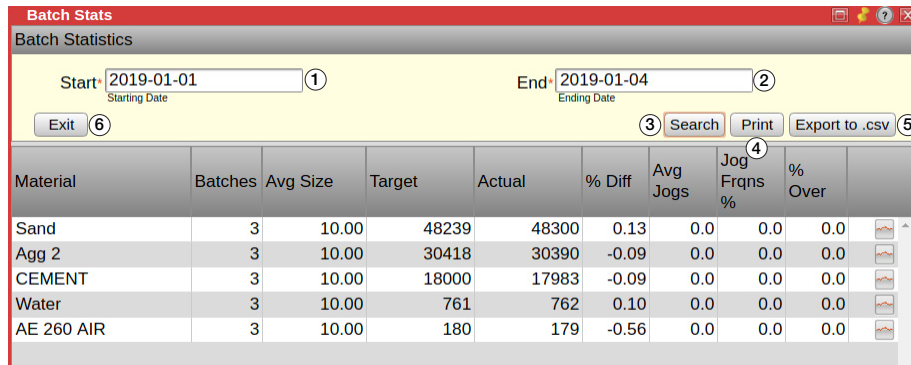 Batch Stats
Batch Statistics
Start* 2019-01-01 1 End* 2019-01-04 2
Starting Date Ending Date
Exit 6 3 Search Print Export to .csv 5
4
Material Batches Avg Size Target Actual % Diff Avg Jogs Jog Frqns % % Over
Sand 3 10.00 48239 48300 0.13 0.0 0.0 0.0
Agg 2 3 10.00 30418 30390 -0.09 0.0 0.0 0.0
CEMENT 3 10.00 18000 17983 -0.09 0.0 0.0 0.0
Water 3 10.00 761 762 0.10 0.0 0.0 0.0
AE 260 AIR 3 10.00 180 179 -0.56 0.0 0.0 0.0